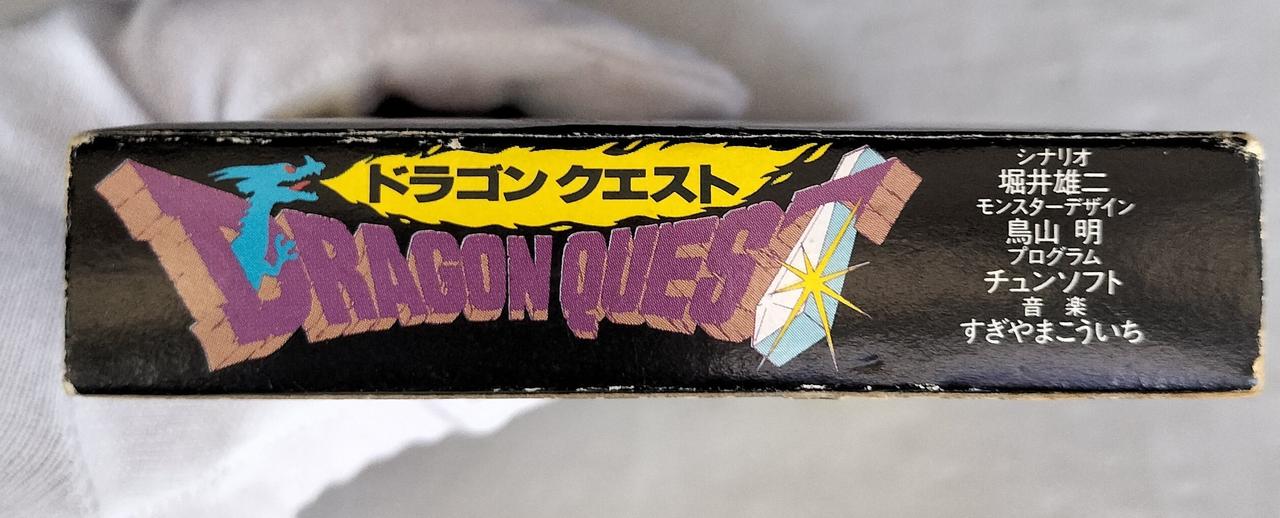 ドラゴンクエスト
DRAGON QUEST
シナリオ
堀井雄二
モンスターデザイン
鳥山 明
プログラム
チュンソフト
音 楽
すぎやまこういち